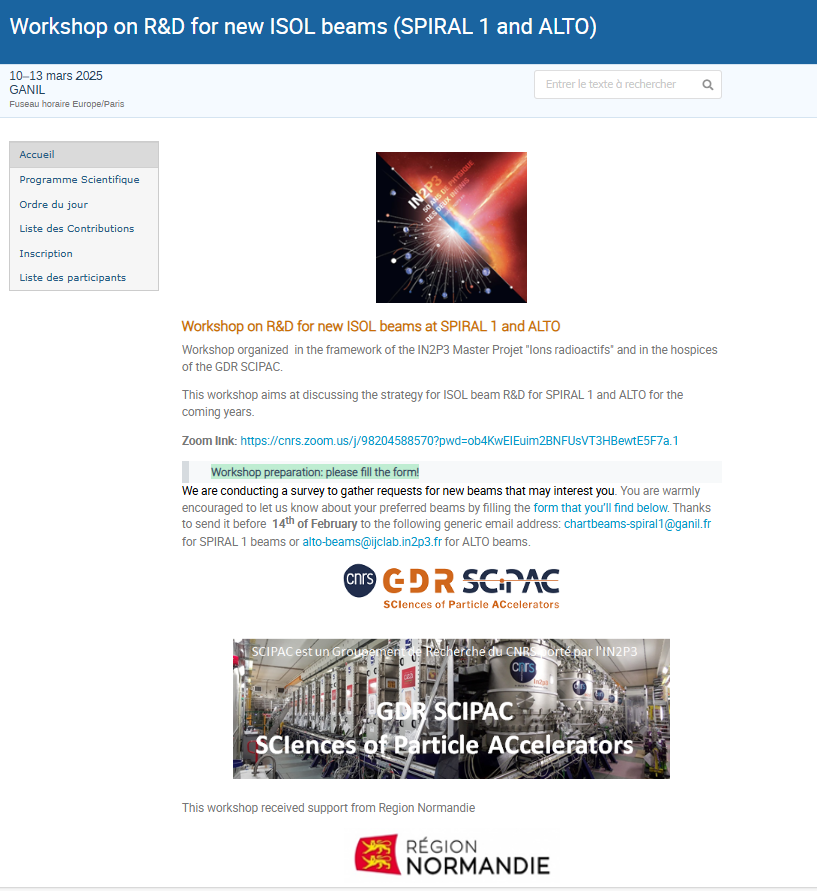 Workshop on R&D for new ISOL beams (SPIRAL 1 and ALTO)
10–13 mars 2025
GANIL
Fuseau horaire Europe/Paris
Entrer le texte à rechercher
Accueil
Programme Scientifique
Ordre du jour
Liste des Contributions
Inscription
Liste des participants
IN2P3
50 ANS DE PHYSIQUE
DES DEUX INFINIS
Workshop on R&D for new ISOL beams at SPIRAL 1 and ALTO
Workshop organized in the framework of the IN2P3 Master Projet "Ions radioactifs" and in the hospices
of the GDR SCIPAC.
This workshop aims at discussing the strategy for ISOL beam R&D for SPIRAL 1 and ALTO for the
coming years.
Zoom link: https://cnrs.zoom.us/j/98204588570?pwd=ob4KwEIEuim2BNFUsVT3HBewtE5F7a.1
Workshop preparation: please fill the form!
We are conducting a survey to gather requests for new beams that may interest you. You are warmly
encouraged to let us know about your preferred beams by filling the form that you'll find below. Thanks
to send it before 14th of February to the following generic email address: chartbeams-spiral1@ganil.fr
for SPIRAL 1 beams or alto-beams@ijclab.in2p3.fr for ALTO beams.
cnrs GDR SCIPAC
SCIences of Particle ACcelerators
SCIPAC est un Groupement de Recherche du CNRS porté par l'IN2P3
cnrs
cnrs
GDR SCIPAC
SCIences of Particle ACcelerators
This workshop received support from Region Normandie
RÉGION
NORMANDIE